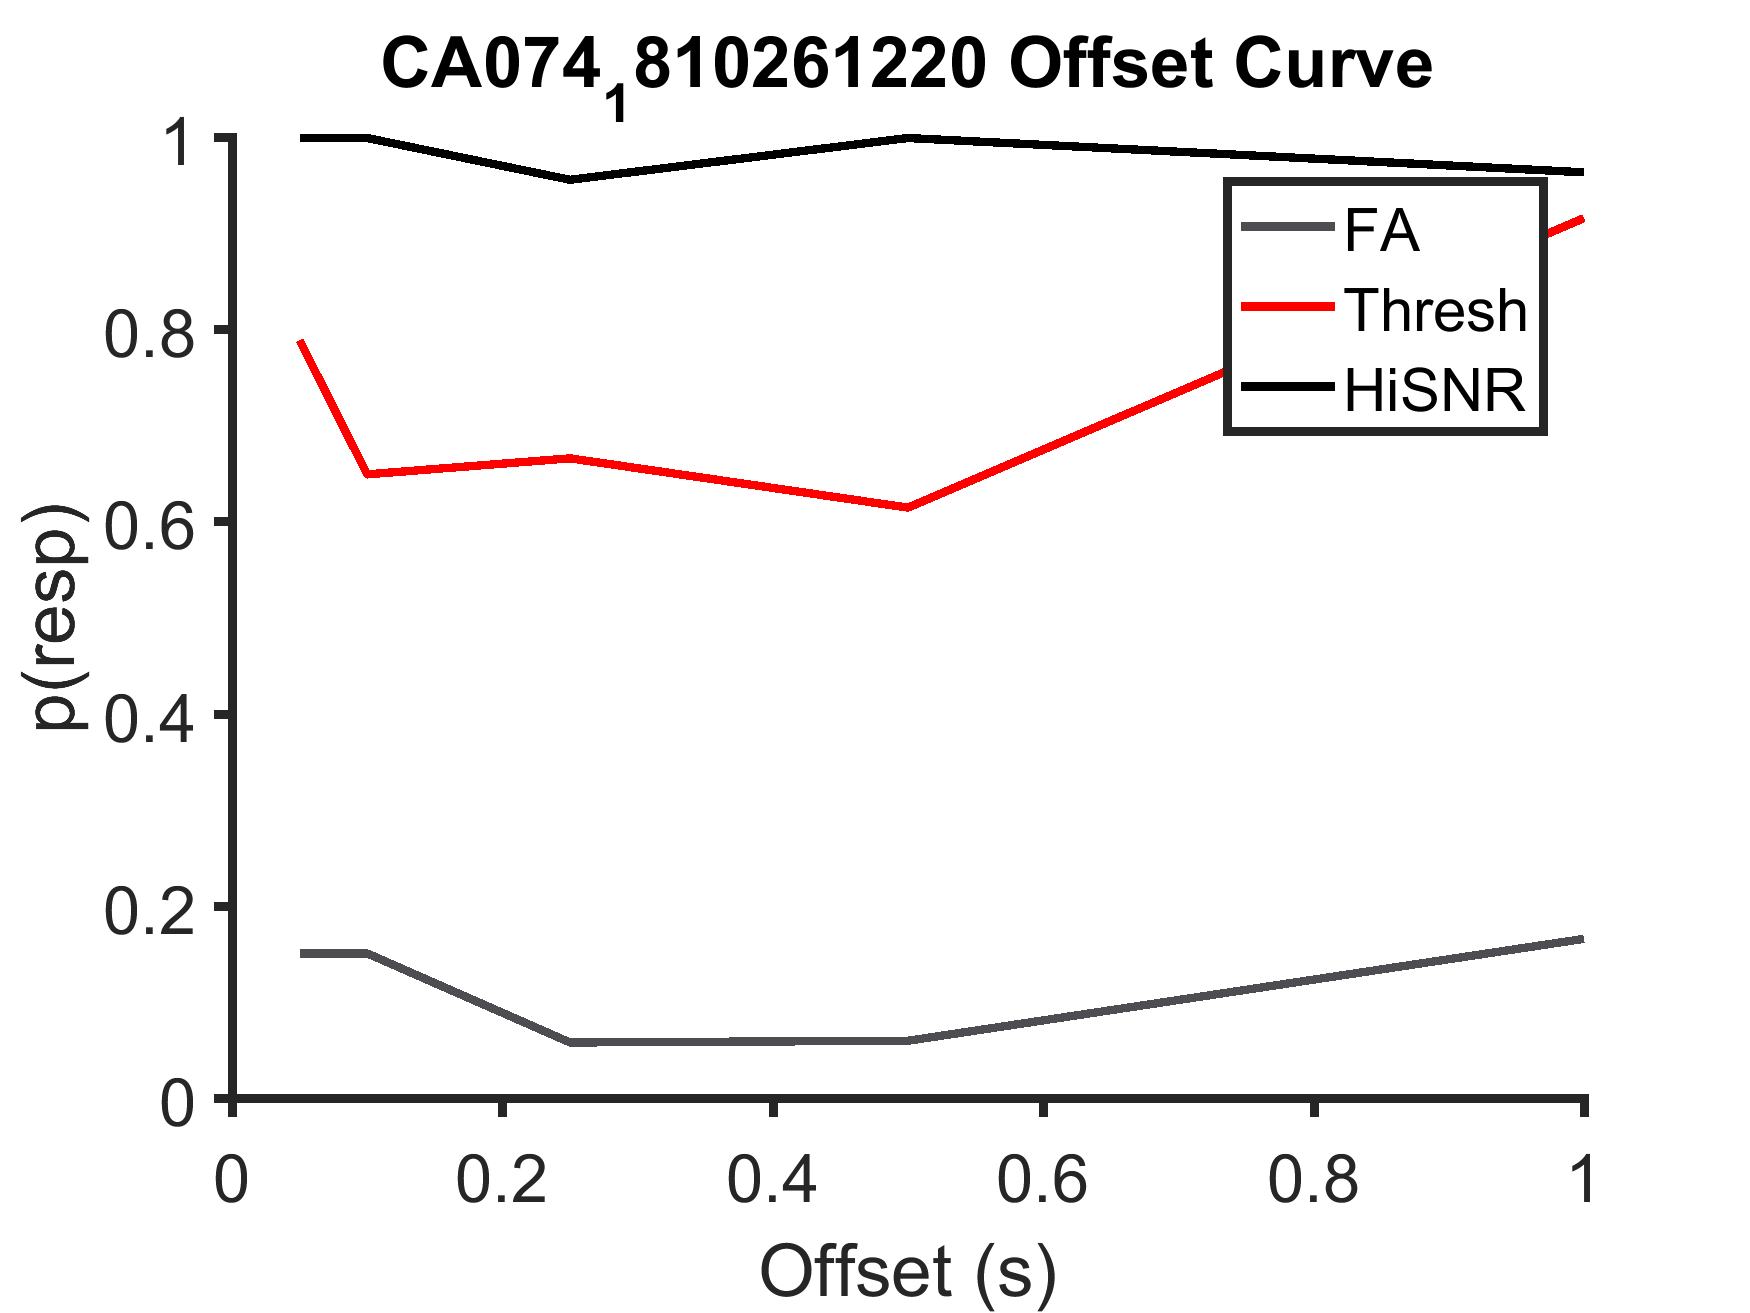 CA074₁810261220 Offset Curve
1
0.8
0.6
0.4
0.2
0
p(resp)
FA
Thresh
HiSNR
0 0.2 0.4 0.6 0.8 1
Offset (s)